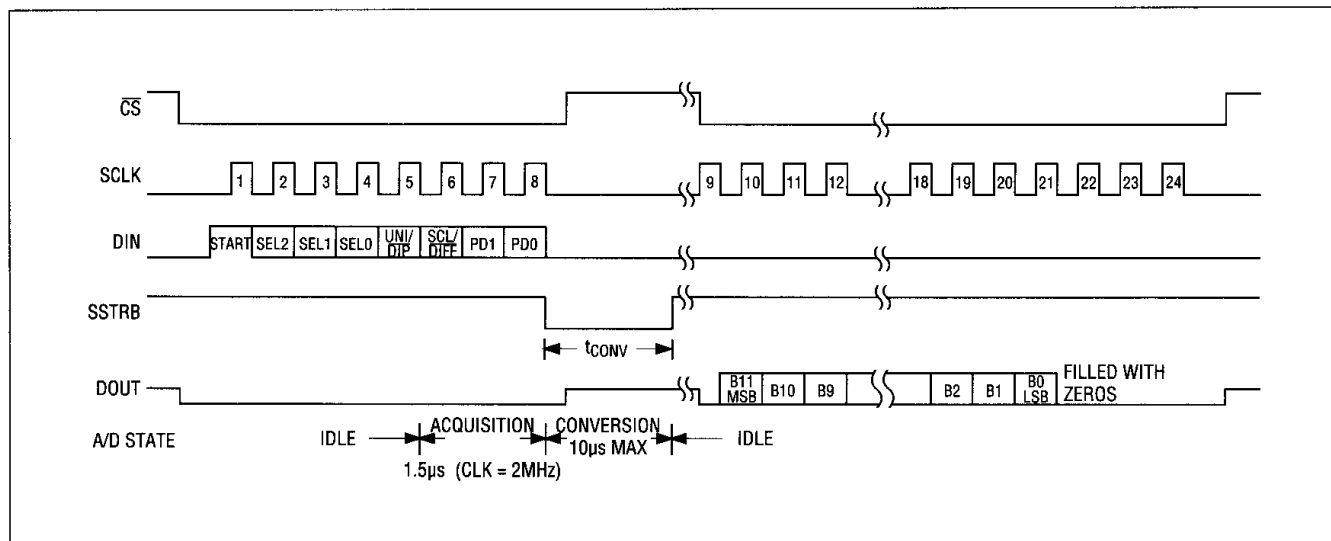 CS
SCLK 1 2 3 4 5 6 7 8 9 10 11 12 18 19 20 21 22 23 24
DIN START SEL2 SEL1 SEL0 UNI/ DIP SCL/ DIFF PD1 PD0
SSTRB
tCONV
DOUT B11 MSB B10 B9 B2 B1 B0 LSB FILLED WITH ZEROS
A/D STATE IDLE ACQUISITION CONVERSION IDLE
10µs MAX
1.5µs (CLK = 2MHz)